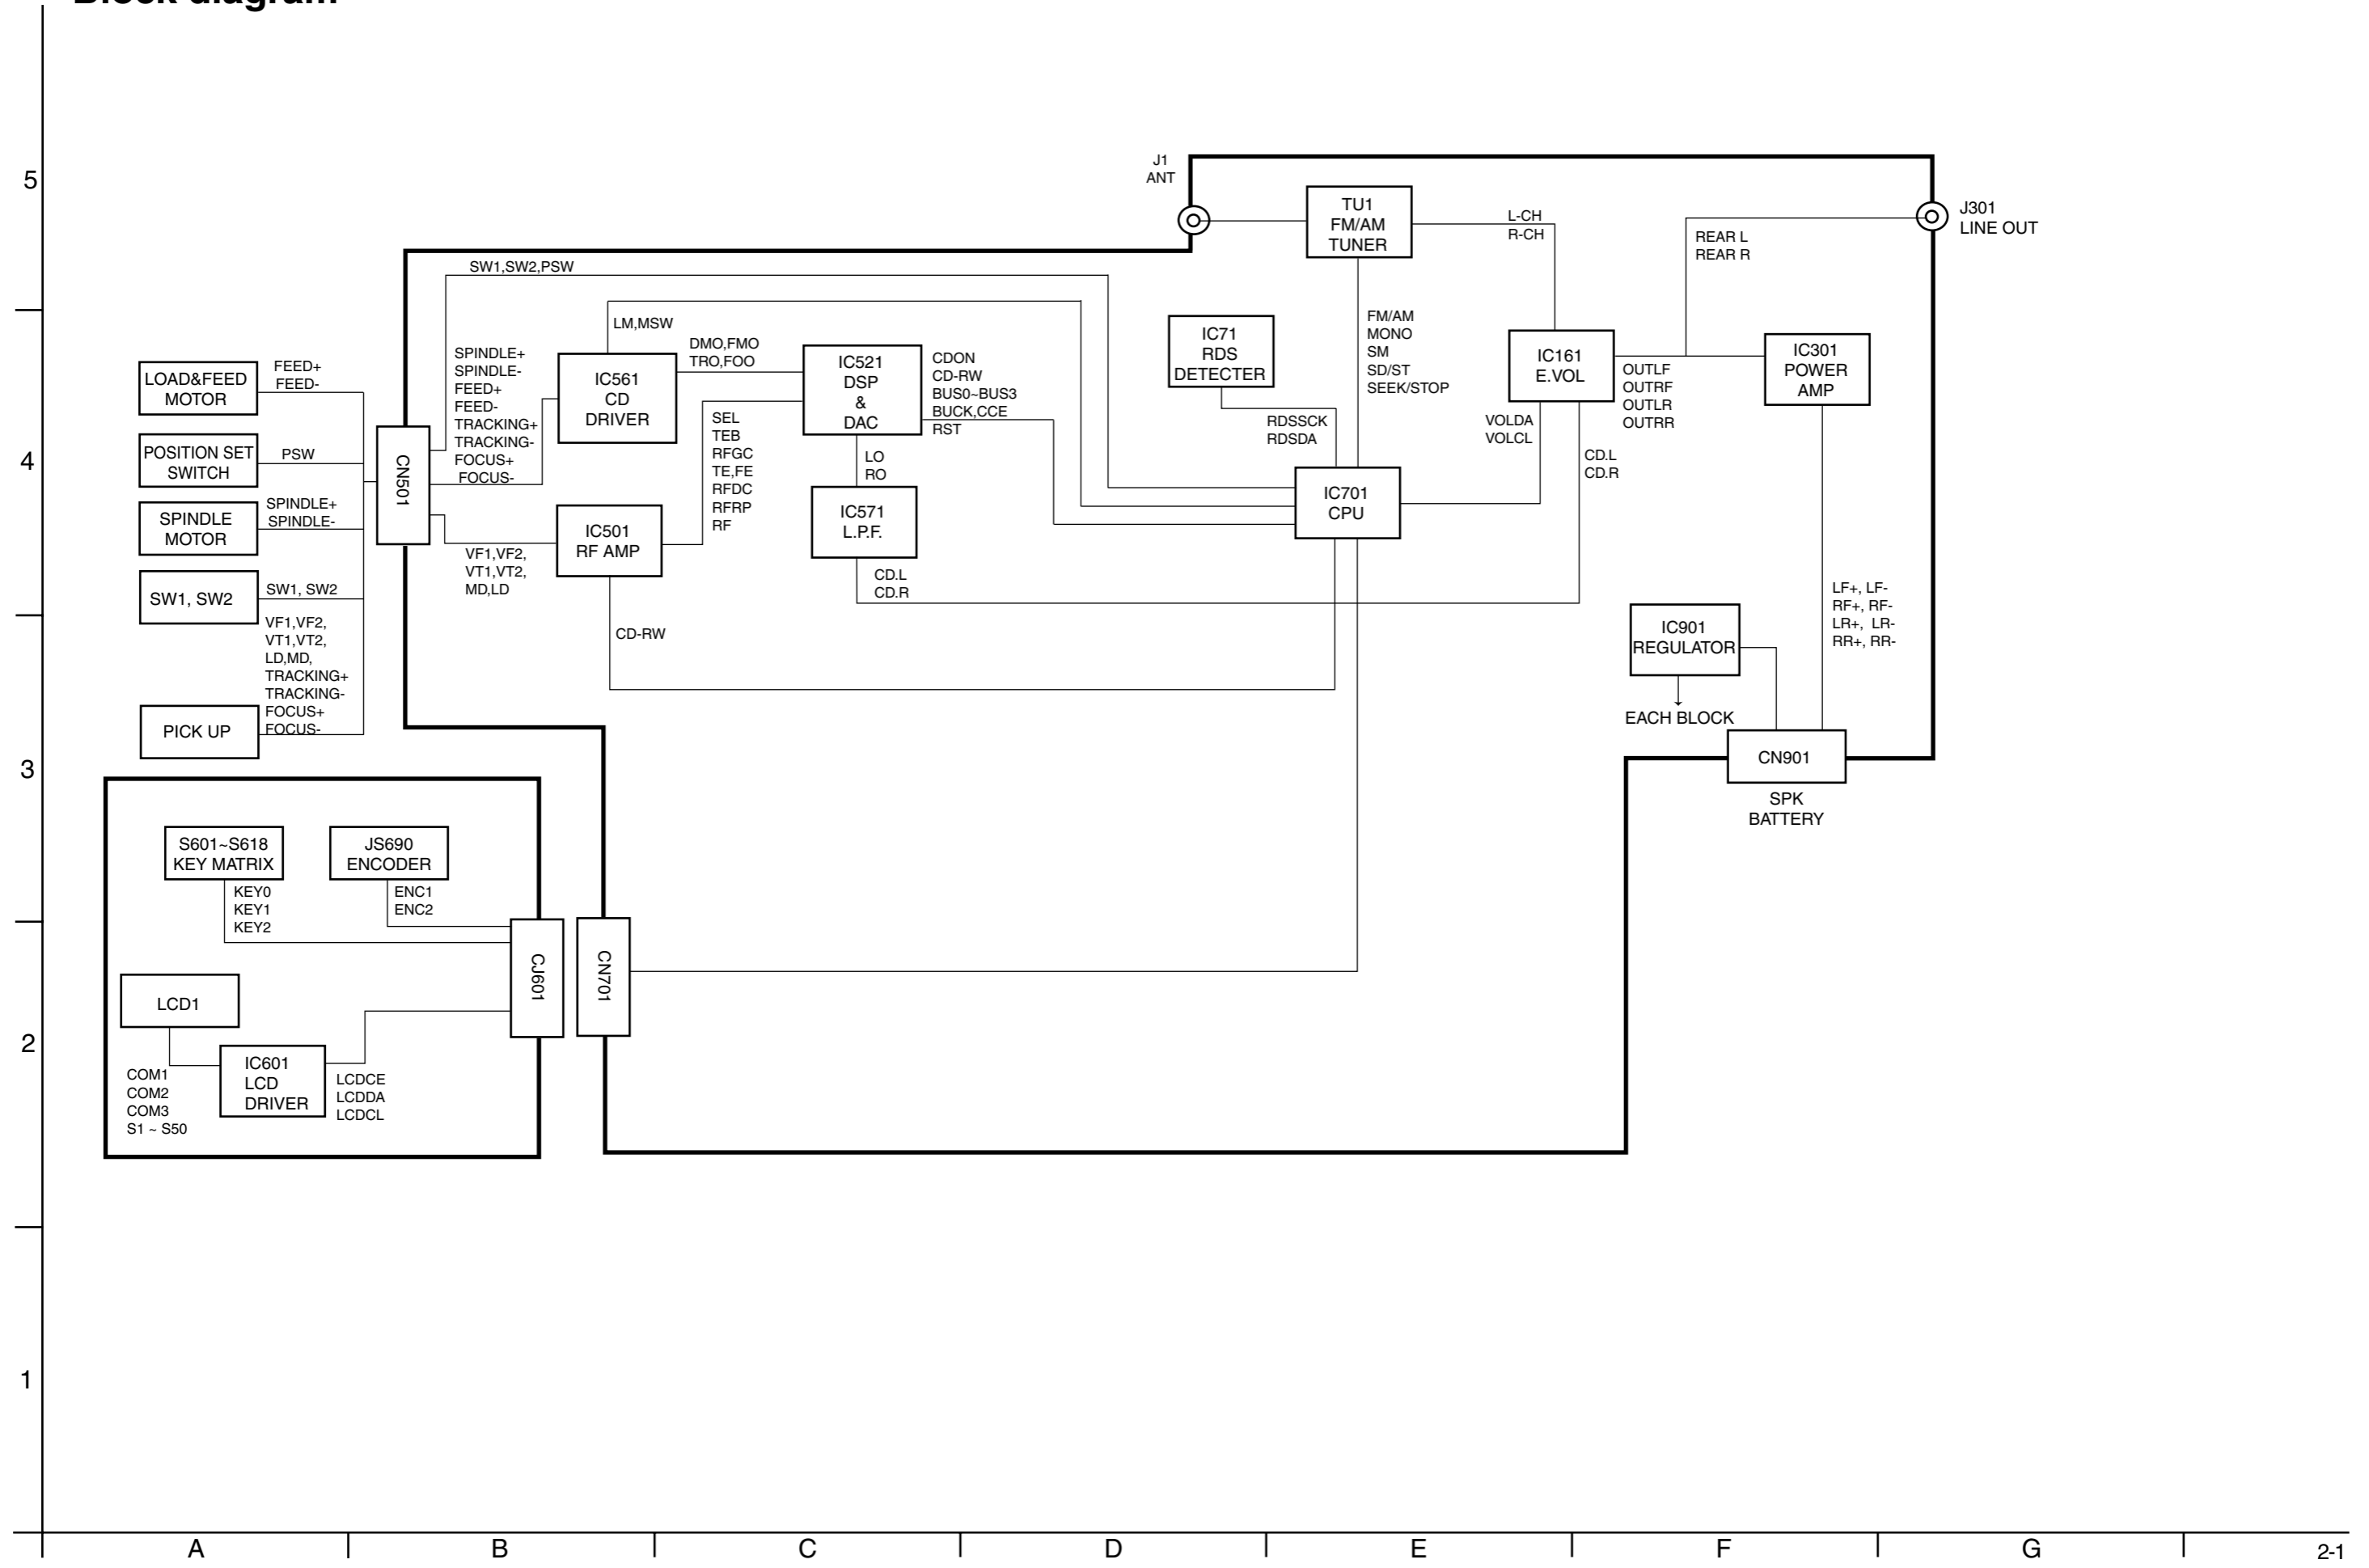 Block diagram
5
J1
ANT
TU1
FM/AM
TUNER
L-CH
R-CH
REAR L
REAR R
J301
LINE OUT
SW1,SW2,PSW
LM,MSW
DMO,FMO
TRO,FOO
SPINDLE+
SPINDLE-
FEED+
FEED-
TRACKING+
TRACKING-
FOCUS+
FOCUS-
IC561
CD
DRIVER
IC521
DSP
&
DAC
CDON
CD-RW
BUS0~BUS3
BUCK,CCE
RST
IC71
RDS
DETECTER
FM/AM
MONO
SM
SD/ST
SEEK/STOP
IC161
E.VOL
OUTLF
OUTRF
OUTLR
OUTRR
IC301
POWER
AMP
LOAD&FEED
MOTOR
FEED+
FEED-
4
POSITION SET
SWITCH
PSW
CN501
SEL
TEB
RFGC
TE,FE
RFDC
RFRP
RF
LO
RO
RDSSCK
RDSDA
VOLDA
VOLCL
CD.L
CD.R
SPINDLE
MOTOR
SPINDLE+
SPINDLE-
IC501
RF AMP
VF1,VF2,
VT1,VT2,
MD,LD
IC571
L.P.F.
CD.L
CD.R
IC701
CPU
SW1, SW2
SW1, SW2
VF1,VF2,
VT1,VT2,
LD,MD,
TRACKING+
TRACKING-
FOCUS+
FOCUS-
PICK UP
CD-RW
IC901
REGULATOR
EACH BLOCK
LF+, LF-
RF+, RF-
LR+, LR-
RR+, RR-
3
CN901
SPK
BATTERY
S601~S618
KEY MATRIX
JS690
ENCODER
KEY0
KEY1
KEY2
ENC1
ENC2
CJ601
CN701
2
LCD1
IC601
LCD
DRIVER
COM1
COM2
COM3
S1 ~ S50
LCDCE
LCDDA
LCDCL
1
A
B
C
D
E
F
G
2-1